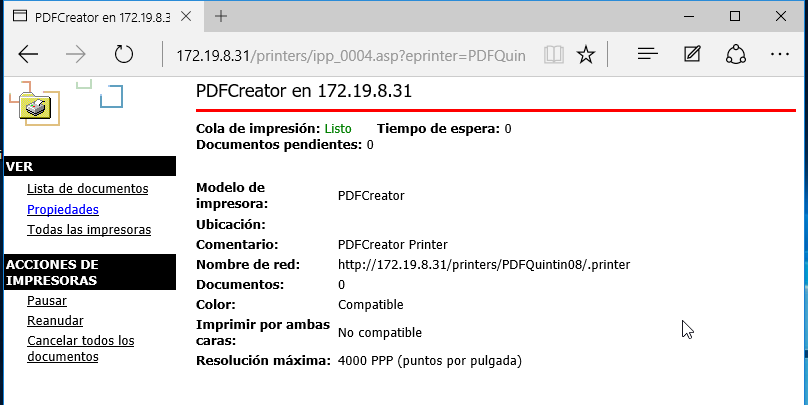 PDFCreator en 172.19.8.3
172.19.8.31/printers/ipp_0004.asp?eprinter=PDFQuin
PDFCreator en 172.19.8.31
Cola de impresión: Listo Tiempo de espera: 0
Documentos pendientes: 0
VER
Lista de documentos
Propiedades
Todas las impresoras
ACCIONES DE
IMPRESORAS
Pausar
Reanudar
Cancelar todos los
documentos
Modelo de
impresora: PDFCreator
Ubicación:
Comentario: PDFCreator Printer
Nombre de red: http://172.19.8.31/printers/PDFQuintin08/.printer
Documentos: 0
Color: Compatible
Imprimir por ambas
caras: No compatible
Resolución máxima: 4000 PPP (puntos por pulgada)